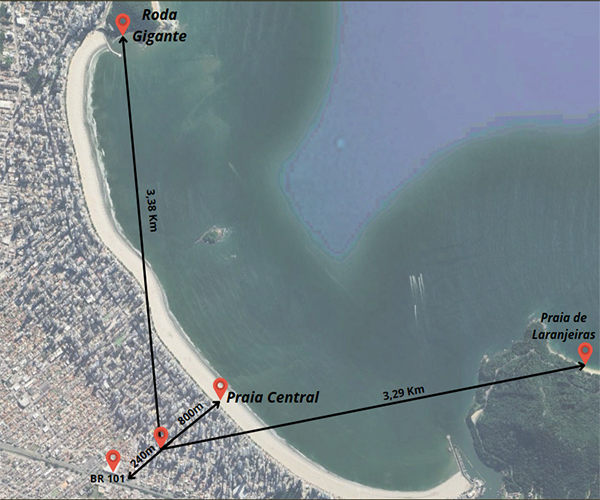 Roda
Gigante
3,38 Km
Praia de
Laranjeiras
3,29 Km
Praia Central
800m
240m
BR 101